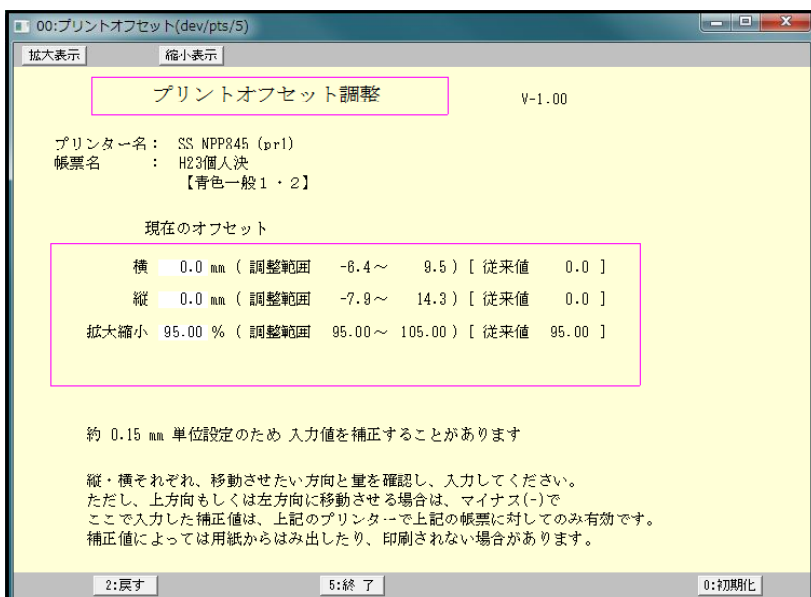 00:プリントオフセット(dev/pts/5)
拡大表示 縮小表示
プリントオフセット調整 V-1.00
プリンター名： SS NPP845 (pr1)
帳票名 ： H23個人決
【青色一般１・２】
現在のオフセット
横 0.0 mm ( 調整範囲 -6.4～ 9.5 ) [ 従来値 0.0 ]
縦 0.0 mm ( 調整範囲 -7.9～ 14.3 ) [ 従来値 0.0 ]
拡大縮小 95.00 % ( 調整範囲 95.00～ 105.00 ) [ 従来値 95.00 ]
約 0.15 mm 単位設定のため 入力値を補正することがあります
縦・横それぞれ、移動させたい方向と量を確認し、入力してください。
ただし、上方向もしくは左方向に移動させる場合は、マイナス(-)で
ここで入力した補正値は、上記のプリンターで上記の帳票に対してのみ有効です。
補正値によっては用紙からはみ出したり、印刷されない場合があります。
2:戻す 5:終 了 0:初期化